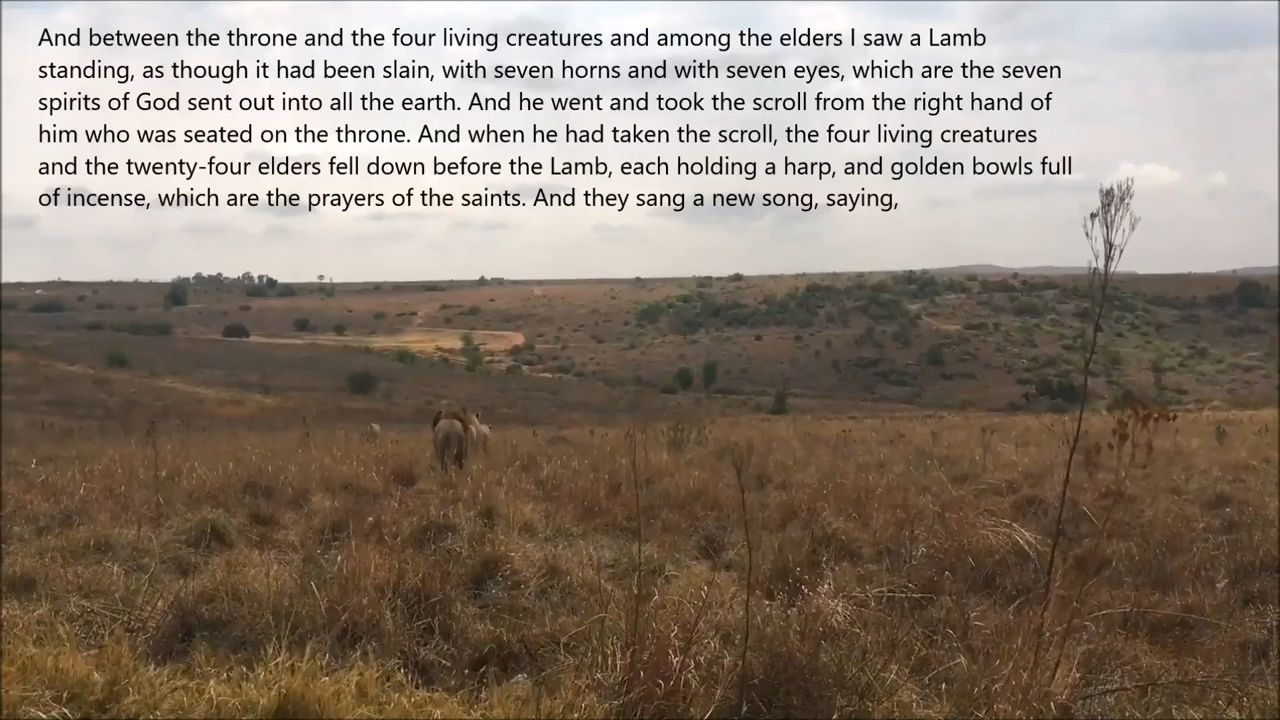 And between the throne and the four living creatures and among the elders I saw a Lamb
standing, as though it had been slain, with seven horns and with seven eyes, which are the seven
spirits of God sent out into all the earth. And he went and took the scroll from the right hand of
him who was seated on the throne. And when he had taken the scroll, the four living creatures
and the twenty-four elders fell down before the Lamb, each holding a harp, and golden bowls full
of incense, which are the prayers of the saints. And they sang a new song, saying,